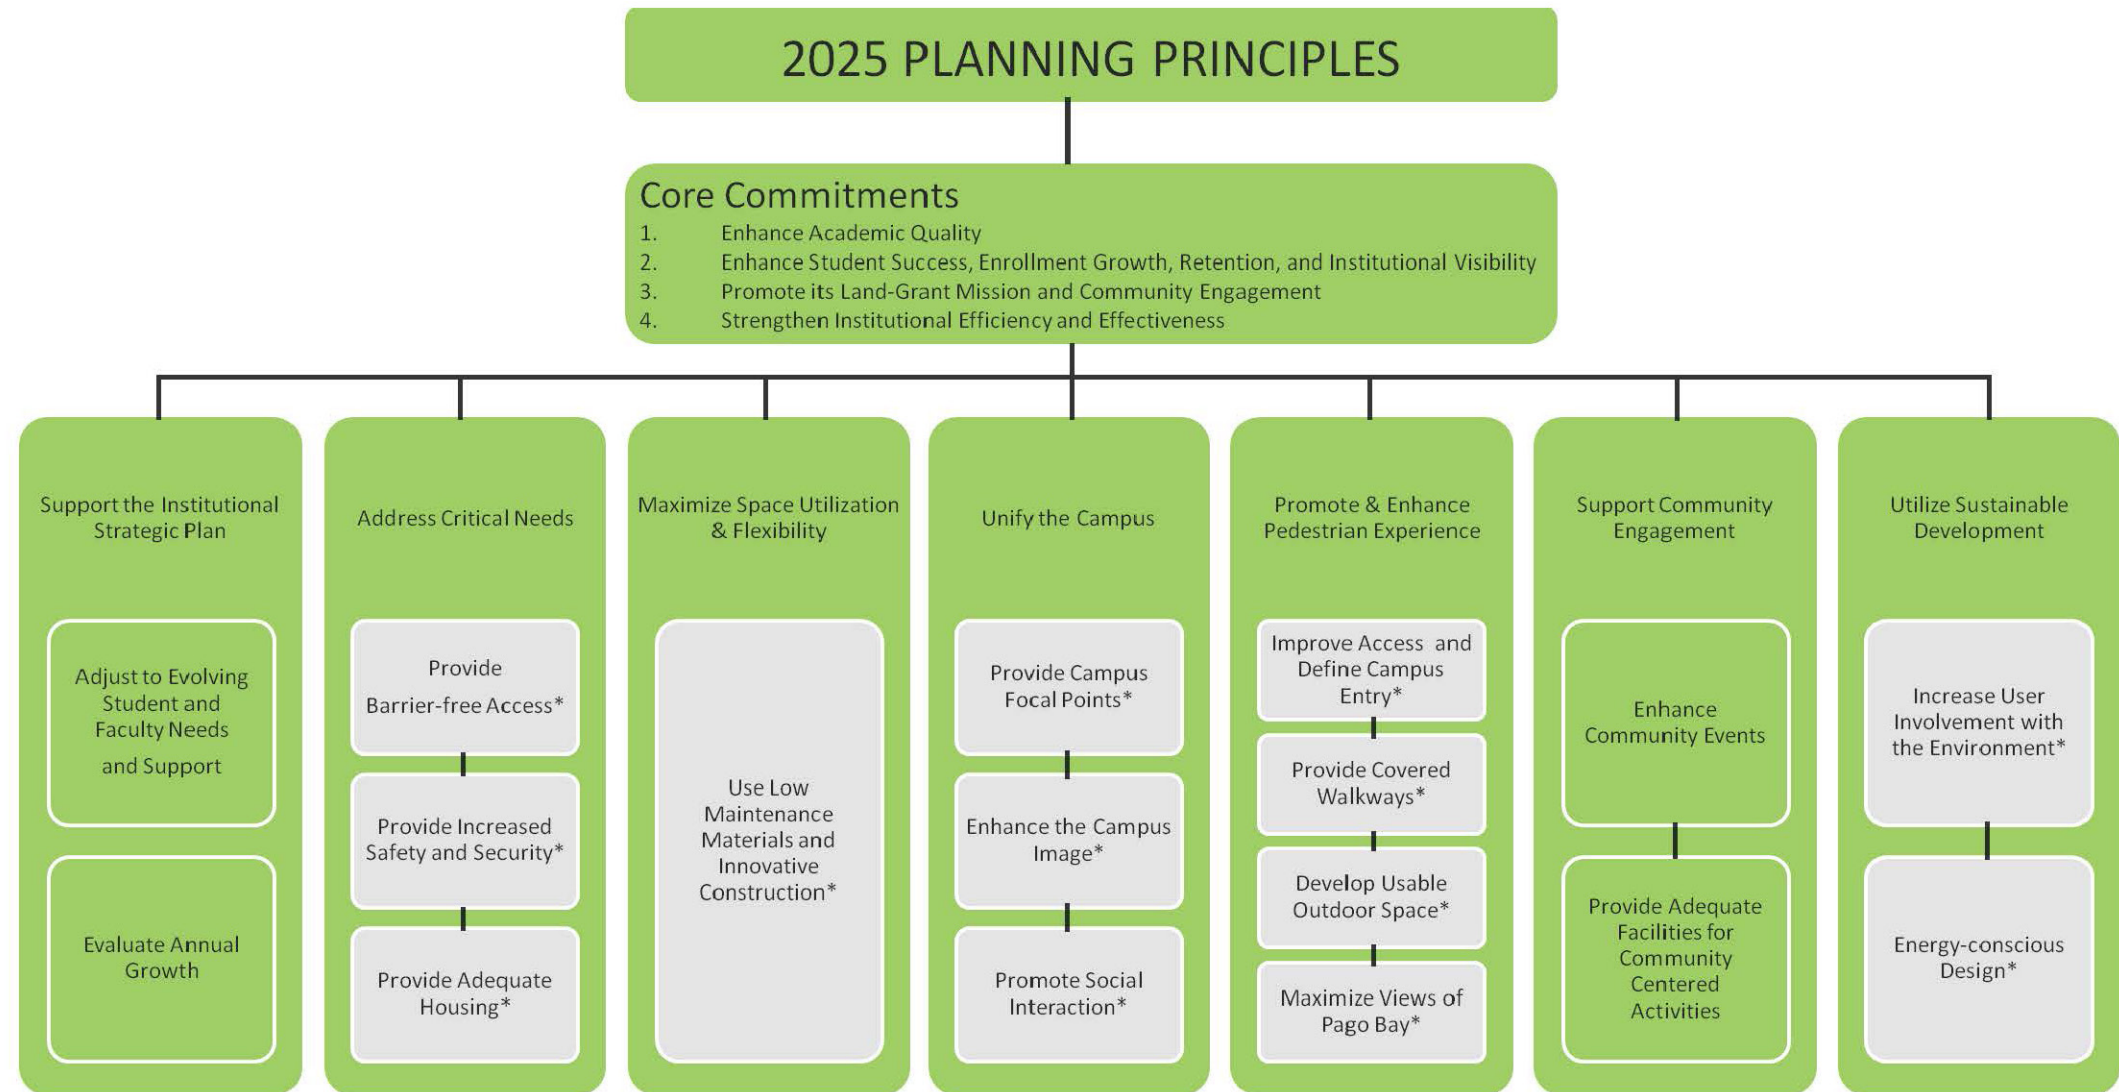 2025 PLANNING PRINCIPLES
Core Commitments
1. Enhance Academic Quality
2. Enhance Student Success, Enrollment Growth, Retention, and Institutional Visibility
3. Promote its Land-Grant Mission and Community Engagement
4. Strengthen Institutional Efficiency and Effectiveness
Support the Institutional
Strategic Plan
Adjust to Evolving
Student and
Faculty Needs
and Support
Evaluate Annual
Growth
Address Critical Needs
Provide
Barrier-free Access*
Provide Increased
Safety and Security*
Provide Adequate
Housing*
Maximize Space Utilization
& Flexibility
Use Low
Maintenance
Materials and
Innovative
Construction*
Unify the Campus
Provide Campus
Focal Points*
Enhance the Campus
Image*
Promote Social
Interaction*
Promote & Enhance
Pedestrian Experience
Improve Access and
Define Campus
Entry*
Provide Covered
Walkways*
Develop Usable
Outdoor Space*
Maximize Views of
Pago Bay*
Support Community
Engagement
Enhance
Community Events
Provide Adequate
Facilities for
Community
Centered
Activities
Utilize Sustainable
Development
Increase User
Involvement with
the Environment*
Energy-conscious
Design*